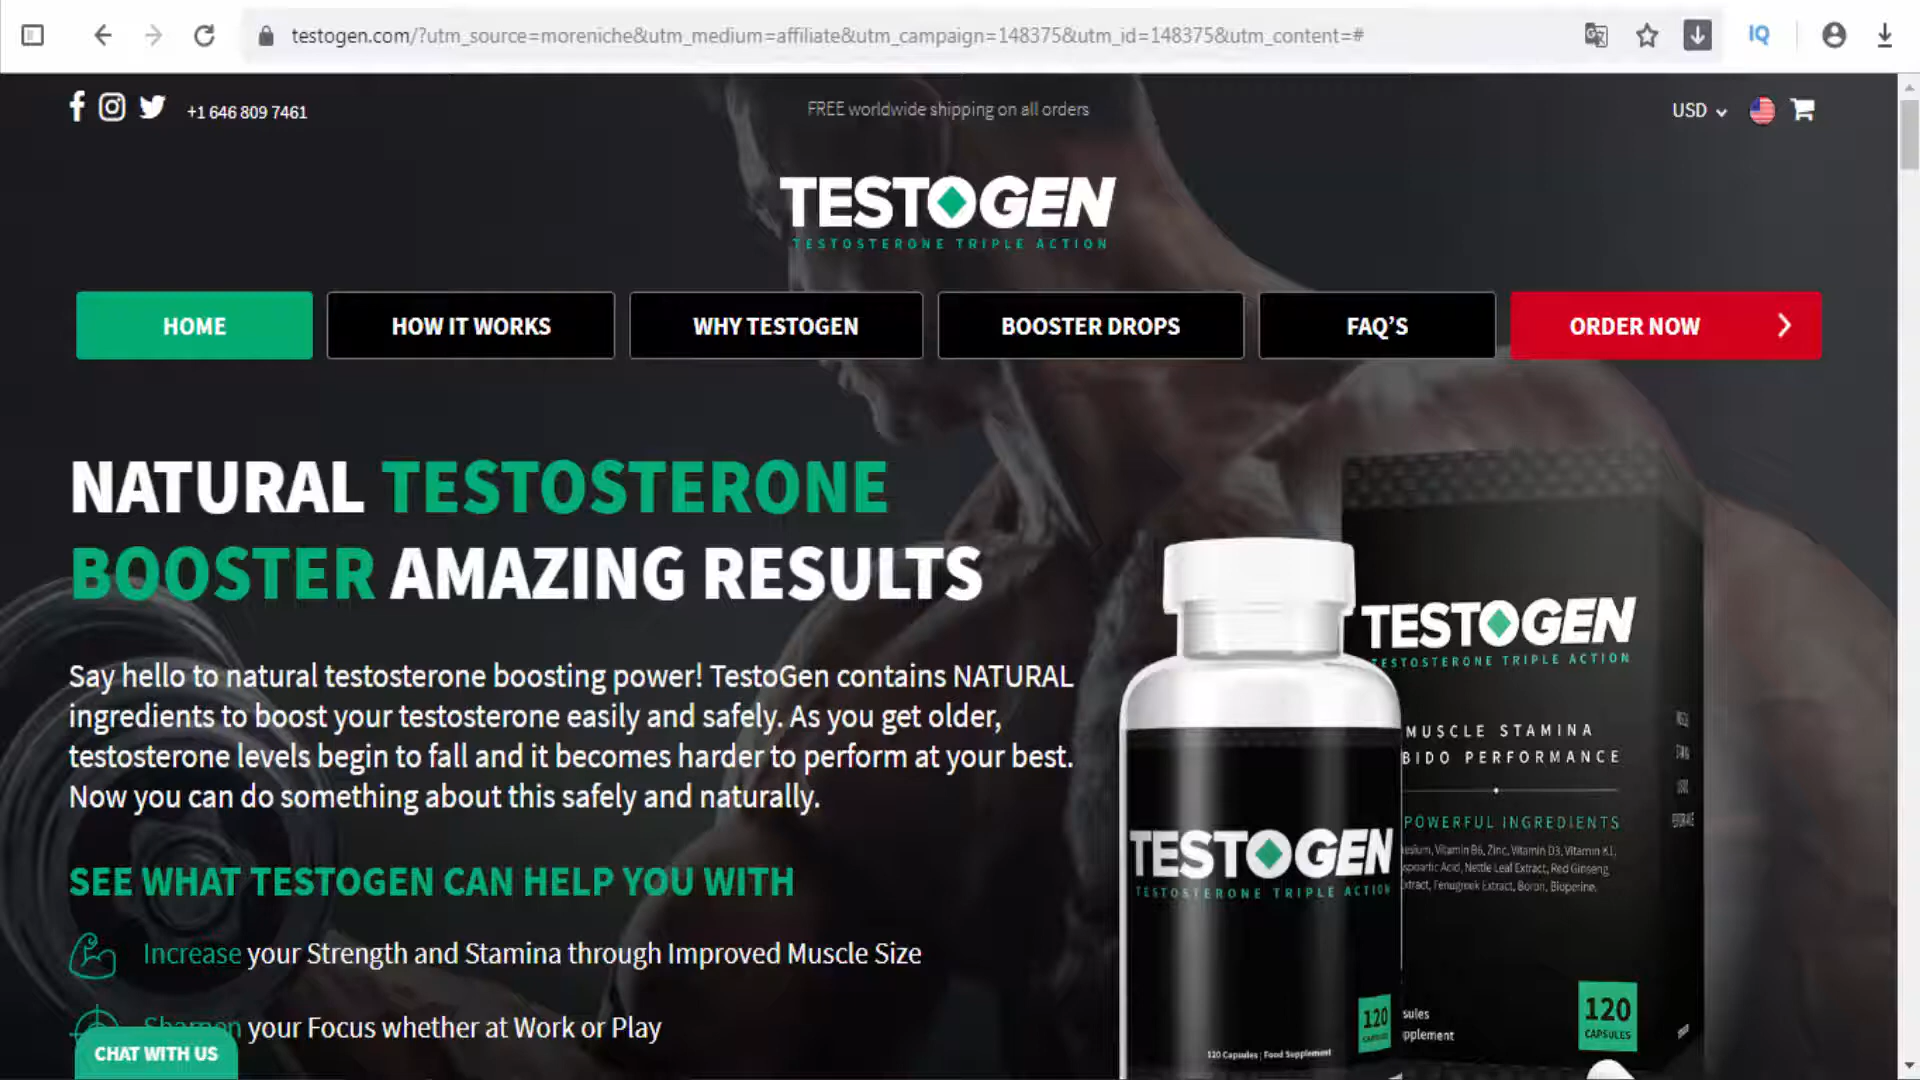 testogen.com/?utm_source=moreniche&utm_medium=affiliate&utm_campaign=148375&utm_id=148375&utm_content=#
IQ
+1 646 809 7461
FREE worldwide shipping on all orders
USD
TESTOGEN
TESTOSTERONE TRIPLE ACTION
HOME
HOW IT WORKS
WHY TESTOGEN
BOOSTER DROPS
FAQ’S
ORDER NOW
NATURAL TESTOSTERONE
BOOSTER AMAZING RESULTS
Say hello to natural testosterone boosting power! TestoGen contains NATURAL
ingredients to boost your testosterone easily and safely. As you get older,
testosterone levels begin to fall and it becomes harder to perform at your best.
Now you can do something about this safely and naturally.
SEE WHAT TESTOGEN CAN HELP YOU WITH
Increase your Strength and Stamina through Improved Muscle Size
Sharpen your Focus whether at Work or Play
CHAT WITH US
TESTOGEN
TESTOSTERONE TRIPLE ACTION
MUSCLE STAMINA
BIDO PERFORMANCE
POWERFUL INGREDIENTS
esium, Vitamin B6, Zinc, Vitamin D3, Vitamin K1,
spartic Acid, Nettle Leaf Extract, Red Ginseng
xtract, Fenugreek Extract, Boron, Bioperine.
120
CAPSULES
sules
pplement
TESTOGEN
TESTOSTERONE TRIPLE ACTION
120
CAPSULES
120 Capsules | Food Supplement